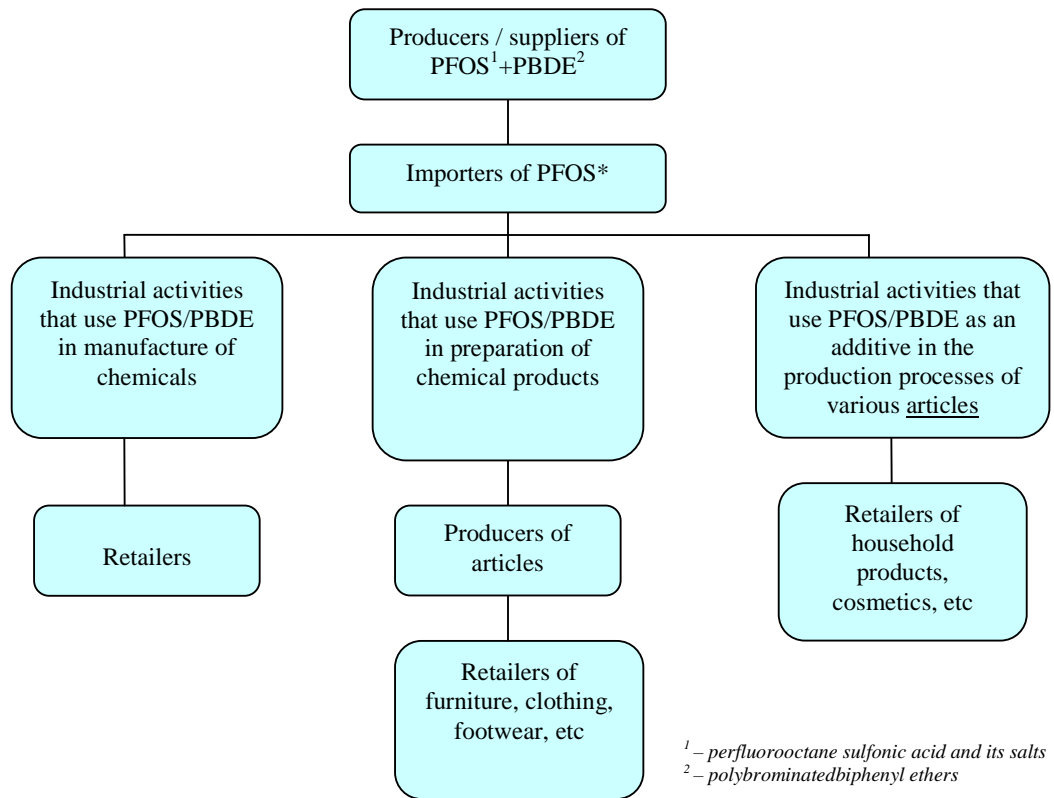 Producers / suppliers of
PFOS¹+PBDE²
Importers of PFOS*
Industrial activities
that use PFOS/PBDE
in manufacture of
chemicals
Industrial activities
that use PFOS/PBDE
in preparation of
chemical products
Industrial activities that
use PFOS/PBDE as an
additive in the
production processes of
various articles
Retailers
Producers of
articles
Retailers of
household
products,
cosmetics, etc
Retailers of
furniture, clothing,
footwear, etc
¹ – perfluorooctane sulfonic acid and its salts
² – polybrominatedbiphenyl ethers